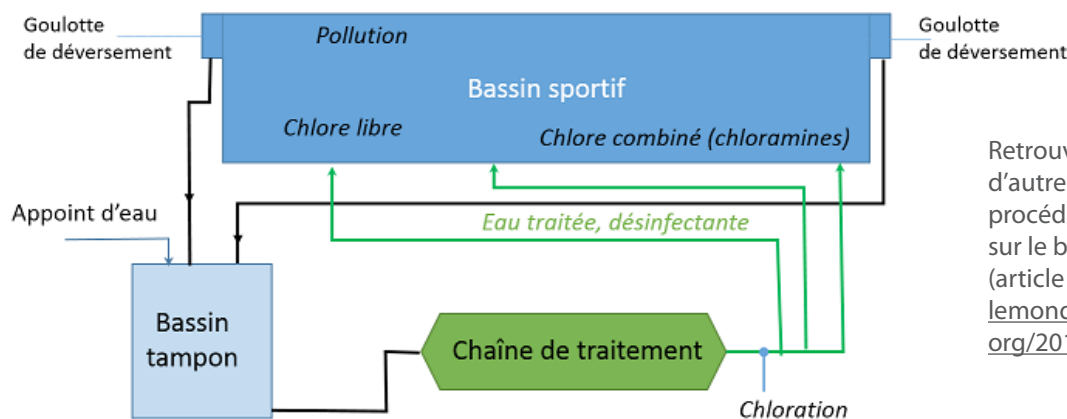 Goulotte
de déversement
Pollution
Goulotte
de déversement
Bassin sportif
Chlore libre
Chlore combiné (chloramines)
Appoint d'eau
Eau traitée, désinfectante
Bassin
tampon
Chaîne de traitement
Chloration
Retrouv
d'autre
procéd
sur le b
(article
lemond
org/201